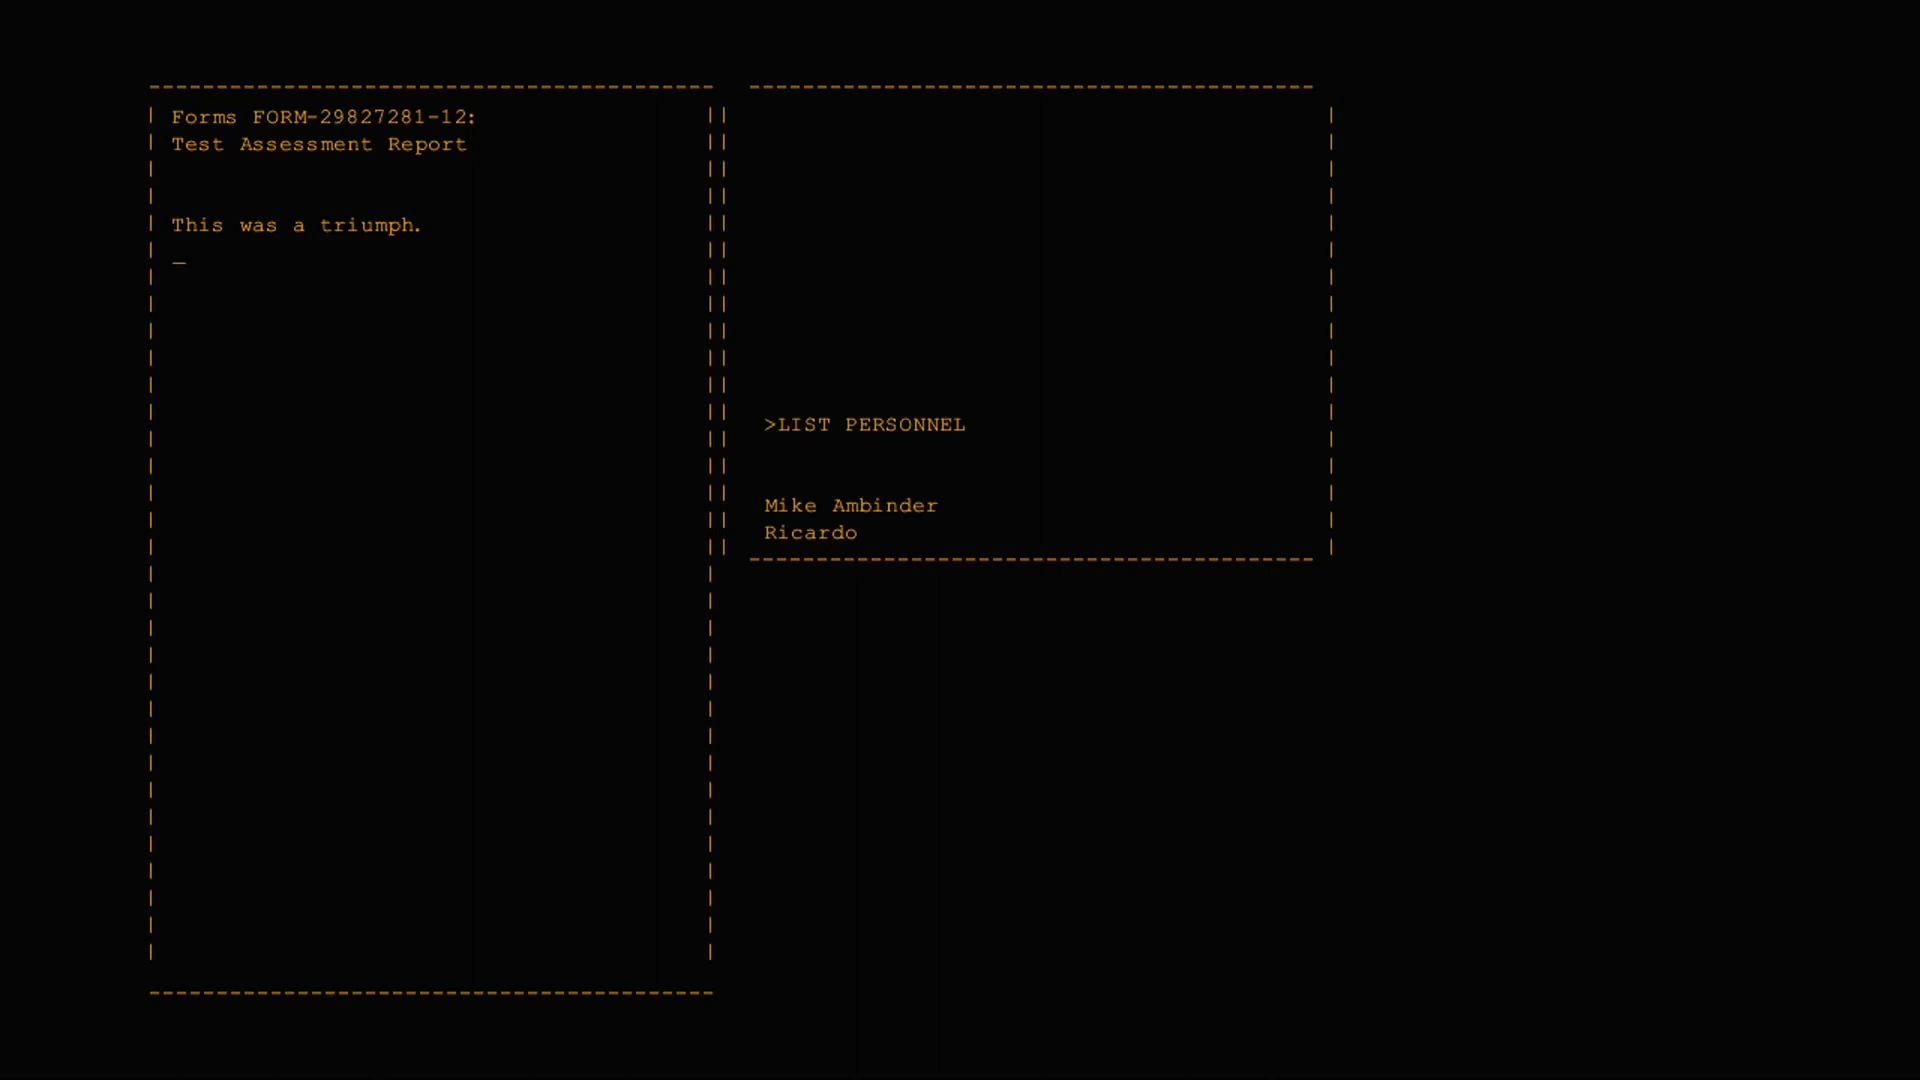 Forms FORM-29827281-12:
Test Assessment Report
This was a triumph.
_
>LIST PERSONNEL
Mike Ambinder
Ricardo